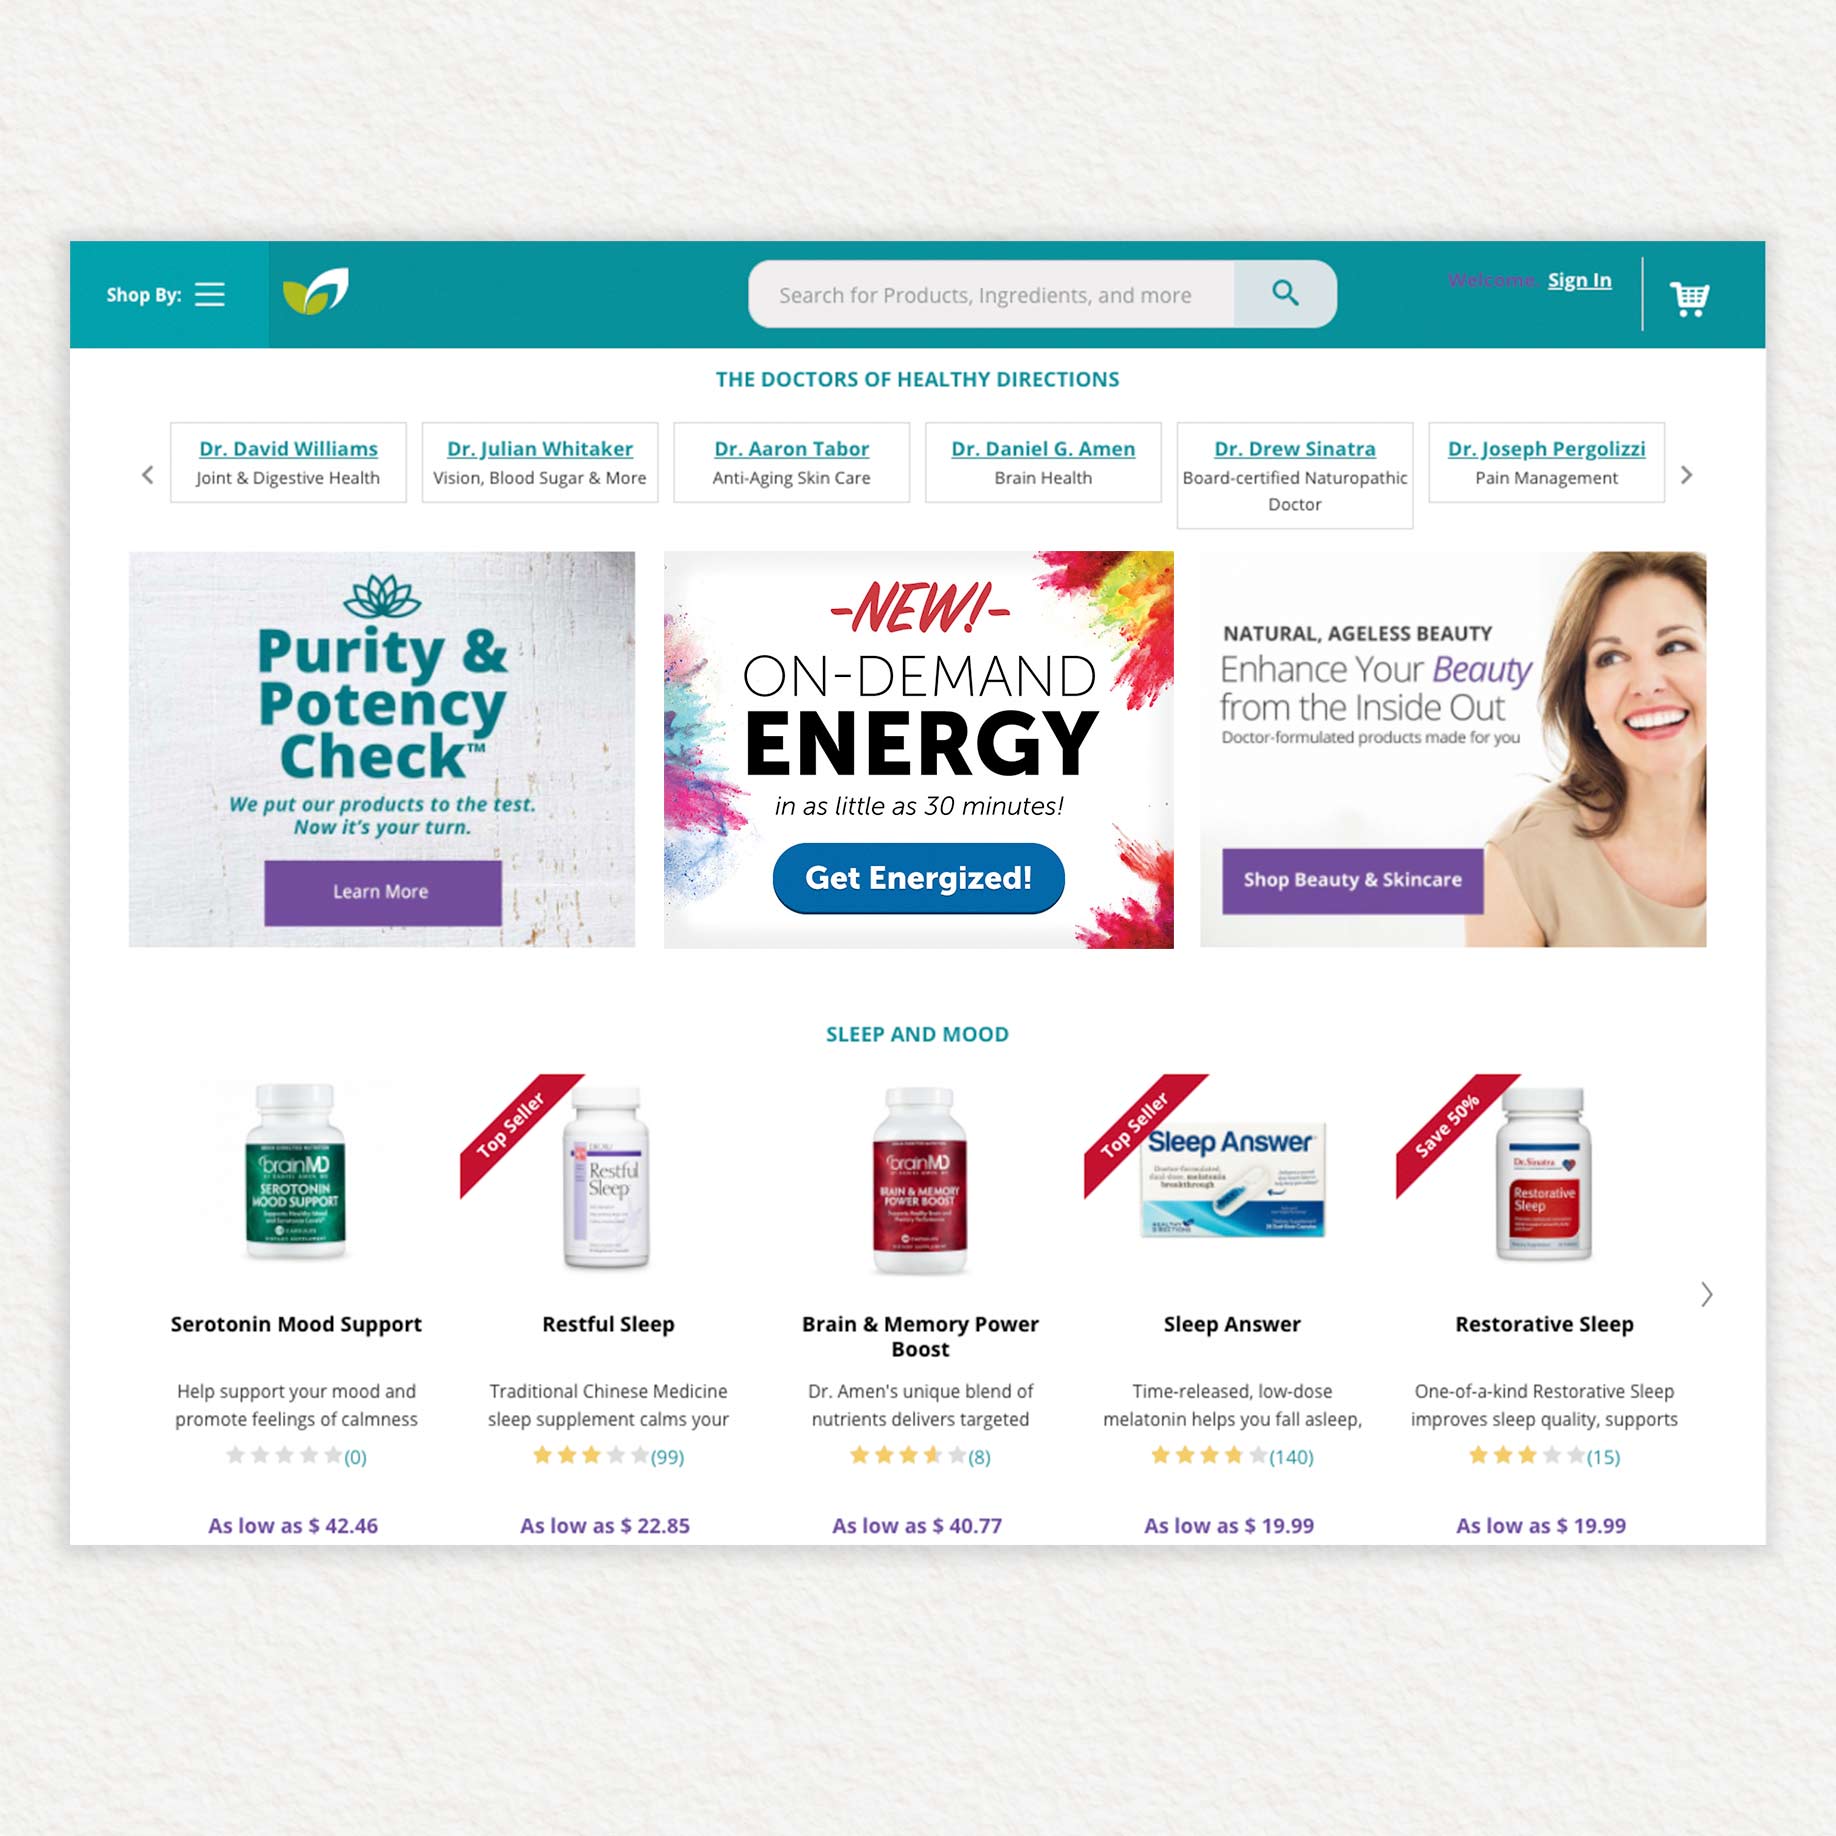 Shop By:
Search for Products, Ingredients, and more
Welcome. Sign In
THE DOCTORS OF HEALTHY DIRECTIONS
Dr. David Williams
Joint & Digestive Health
Dr. Julian Whitaker
Vision, Blood Sugar & More
Dr. Aaron Tabor
Anti-Aging Skin Care
Dr. Daniel G. Amen
Brain Health
Dr. Drew Sinatra
Board-certified Naturopathic
Doctor
Dr. Joseph Pergolizzi
Pain Management
Purity &
Potency
Check™
We put our products to the test.
Now it's your turn.
Learn More
-NEW!-
ON-DEMAND
ENERGY
in as little as 30 minutes!
Get Energized!
NATURAL, AGELESS BEAUTY
Enhance Your Beauty
from the Inside Out
Doctor-formulated products made for you
Shop Beauty & Skincare
SLEEP AND MOOD
brainMD
SEROTONIN
MOOD SUPPORT
Top Seller
Restful
Sleep
brainMD
BRAIN & MEMORY
POWER BOOST
Top Seller
Sleep Answer
Doctor-formulated,
dual-dose, melatonin
breakthrough
HEALTHY
DIRECTIONS
Save 50%
Dr. Sinatra
Restorative
Sleep
Serotonin Mood Support
Help support your mood and
promote feelings of calmness
(0)
As low as $ 42.46
Restful Sleep
Traditional Chinese Medicine
sleep supplement calms your
(99)
As low as $ 22.85
Brain & Memory Power
Boost
Dr. Amen's unique blend of
nutrients delivers targeted
(8)
As low as $ 40.77
Sleep Answer
Time-released, low-dose
melatonin helps you fall asleep,
(140)
As low as $ 19.99
Restorative Sleep
One-of-a-kind Restorative Sleep
improves sleep quality, supports
(15)
As low as $ 19.99